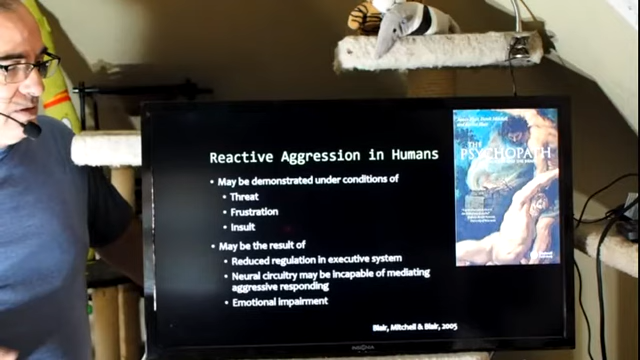 Reactive Aggression in Humans
• May be demonstrated under conditions of
• Threat
• Frustration
• Insult
• May be the result of
• Reduced regulation in executive system
• Neural circuitry may be incapable of mediating
aggressive responding
• Emotional impairment
Blair, Mitchell & Blair, 2005
THE
PSYCHOPATH
INSIGNIA